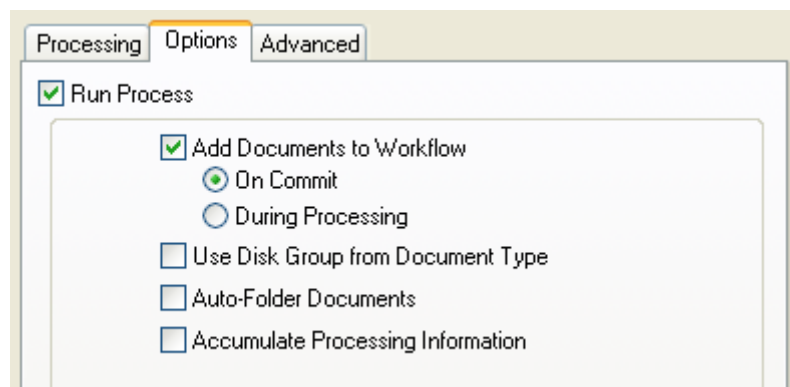 Processing Options Advanced
Run Process
Add Documents to Workflow
On Commit
During Processing
Use Disk Group from Document Type
Auto-Folder Documents
Accumulate Processing Information